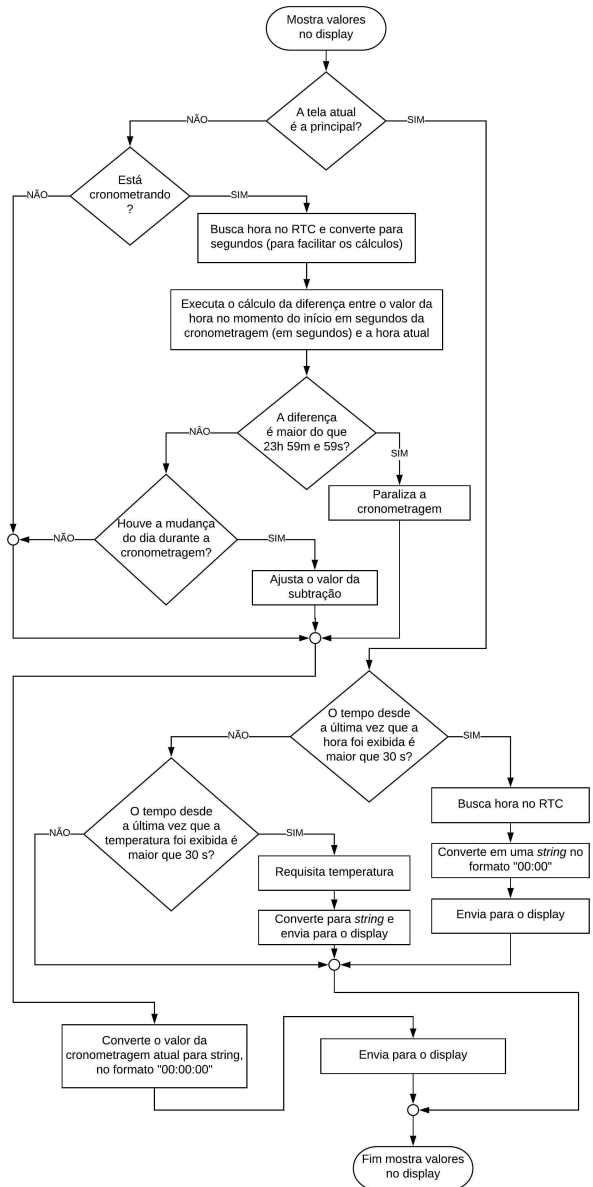 Mostra valores
no display
A tela atual
é a principal?
NÃO
SIM
Está
cronometrando
?
NÃO
SIM
Busca hora no RTC e converte para
segundos (para facilitar os cálculos)
Executa o cálculo da diferença entre o valor da
hora no momento do início em segundos da
cronometragem (em segundos) e a hora atual
A diferença
é maior do que
23h 59m e 59s?
NÃO
SIM
Paraliza a
cronometragem
Houve a mudança
do dia durante a
cronometragem?
NÃO
SIM
Ajusta o valor da
subtração
O tempo desde
a última vez que a
hora foi exibida é
maior que 30 s?
NÃO
SIM
Busca hora no RTC
O tempo desde
a última vez que a
temperatura foi exibida é
maior que 30 s?
NÃO
SIM
Converte em uma string no
formato "00:00"
Requisita temperatura
Envia para o display
Converte para string e
envia para o display
Converte o valor da
cronometragem atual para string,
no formato "00:00:00"
Envia para o display
Fim mostra valores
no display